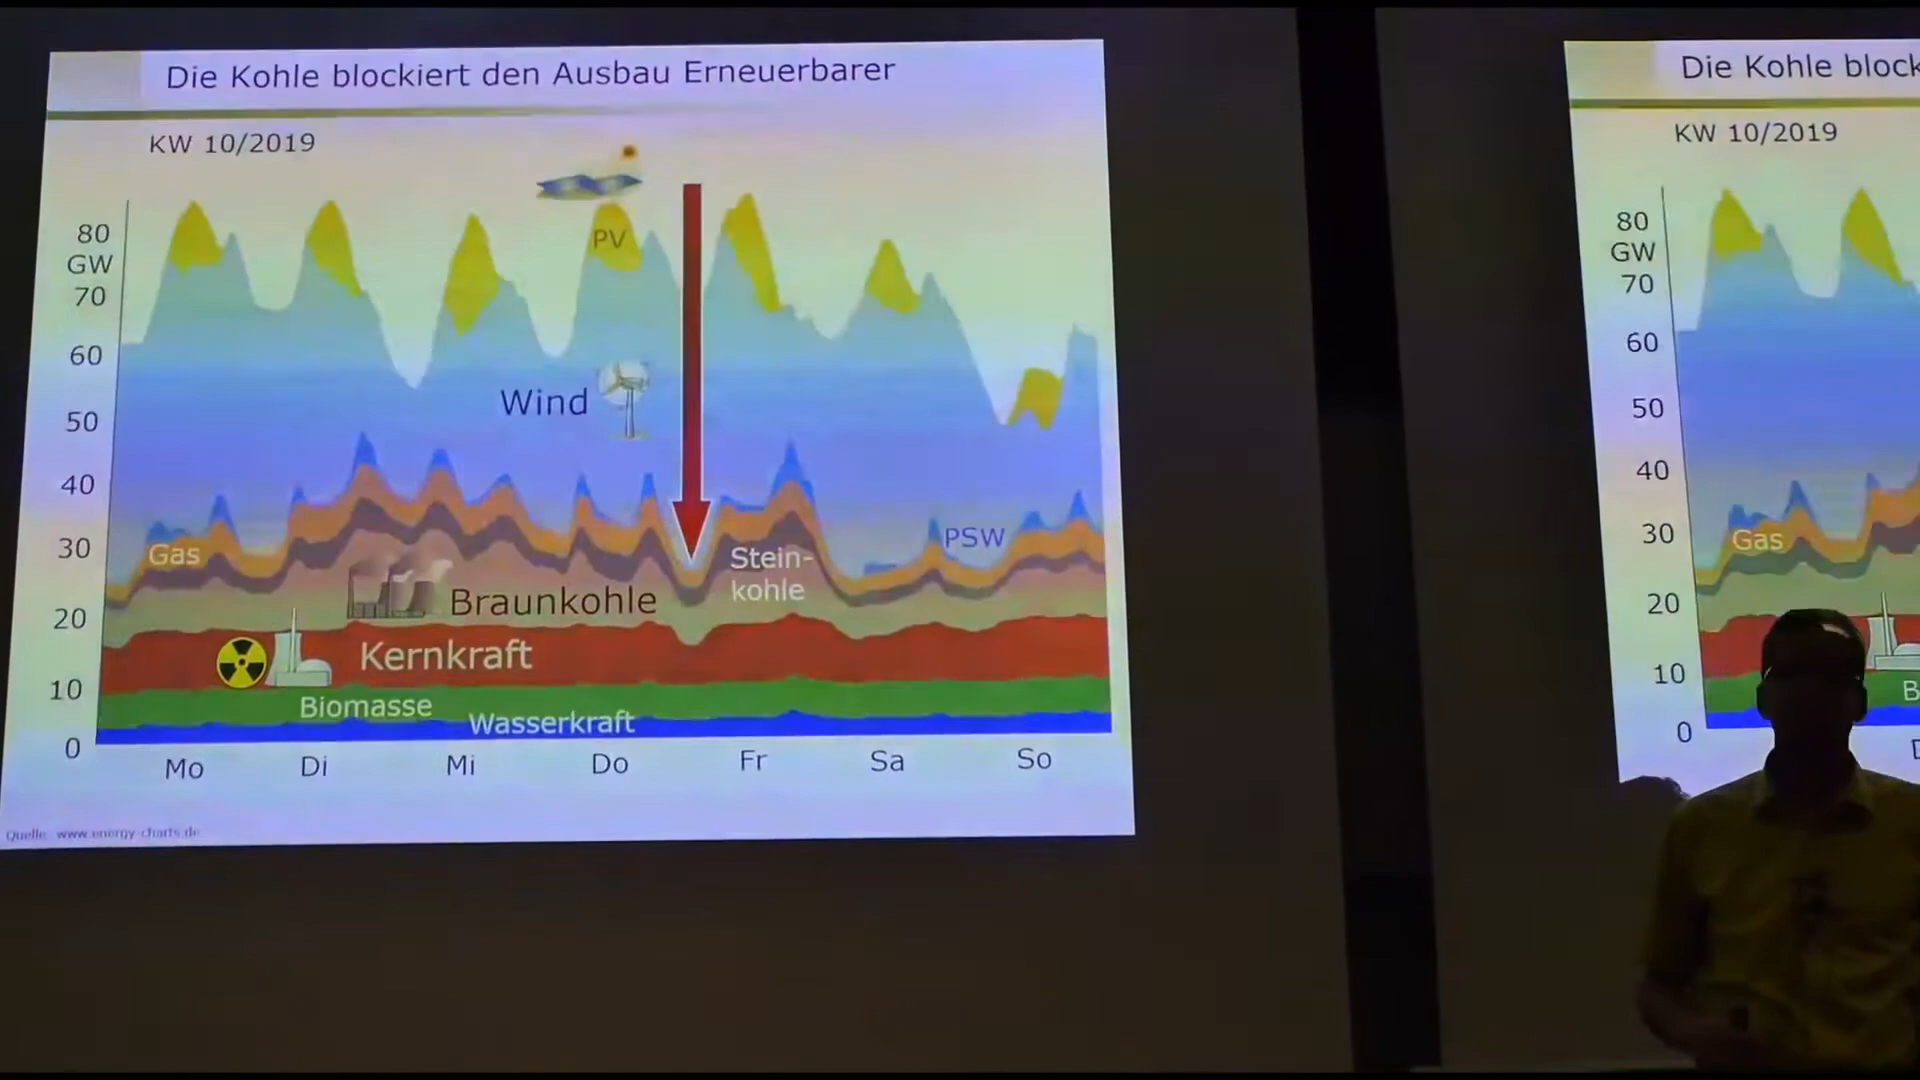 Die Kohle blockiert den Ausbau Erneuerbarer
KW 10/2019
80
GW
70
60
50
40
30
20
10
0
PV
Wind
Gas
PSW
Stein-
kohle
Braunkohle
Kernkraft
Biomasse
Wasserkraft
Mo
Di
Mi
Do
Fr
Sa
So
Quelle: www.energy-charts.de
Die Kohle block
KW 10/2019
80
GW
70
60
50
40
30
20
10
0
Gas
B
D